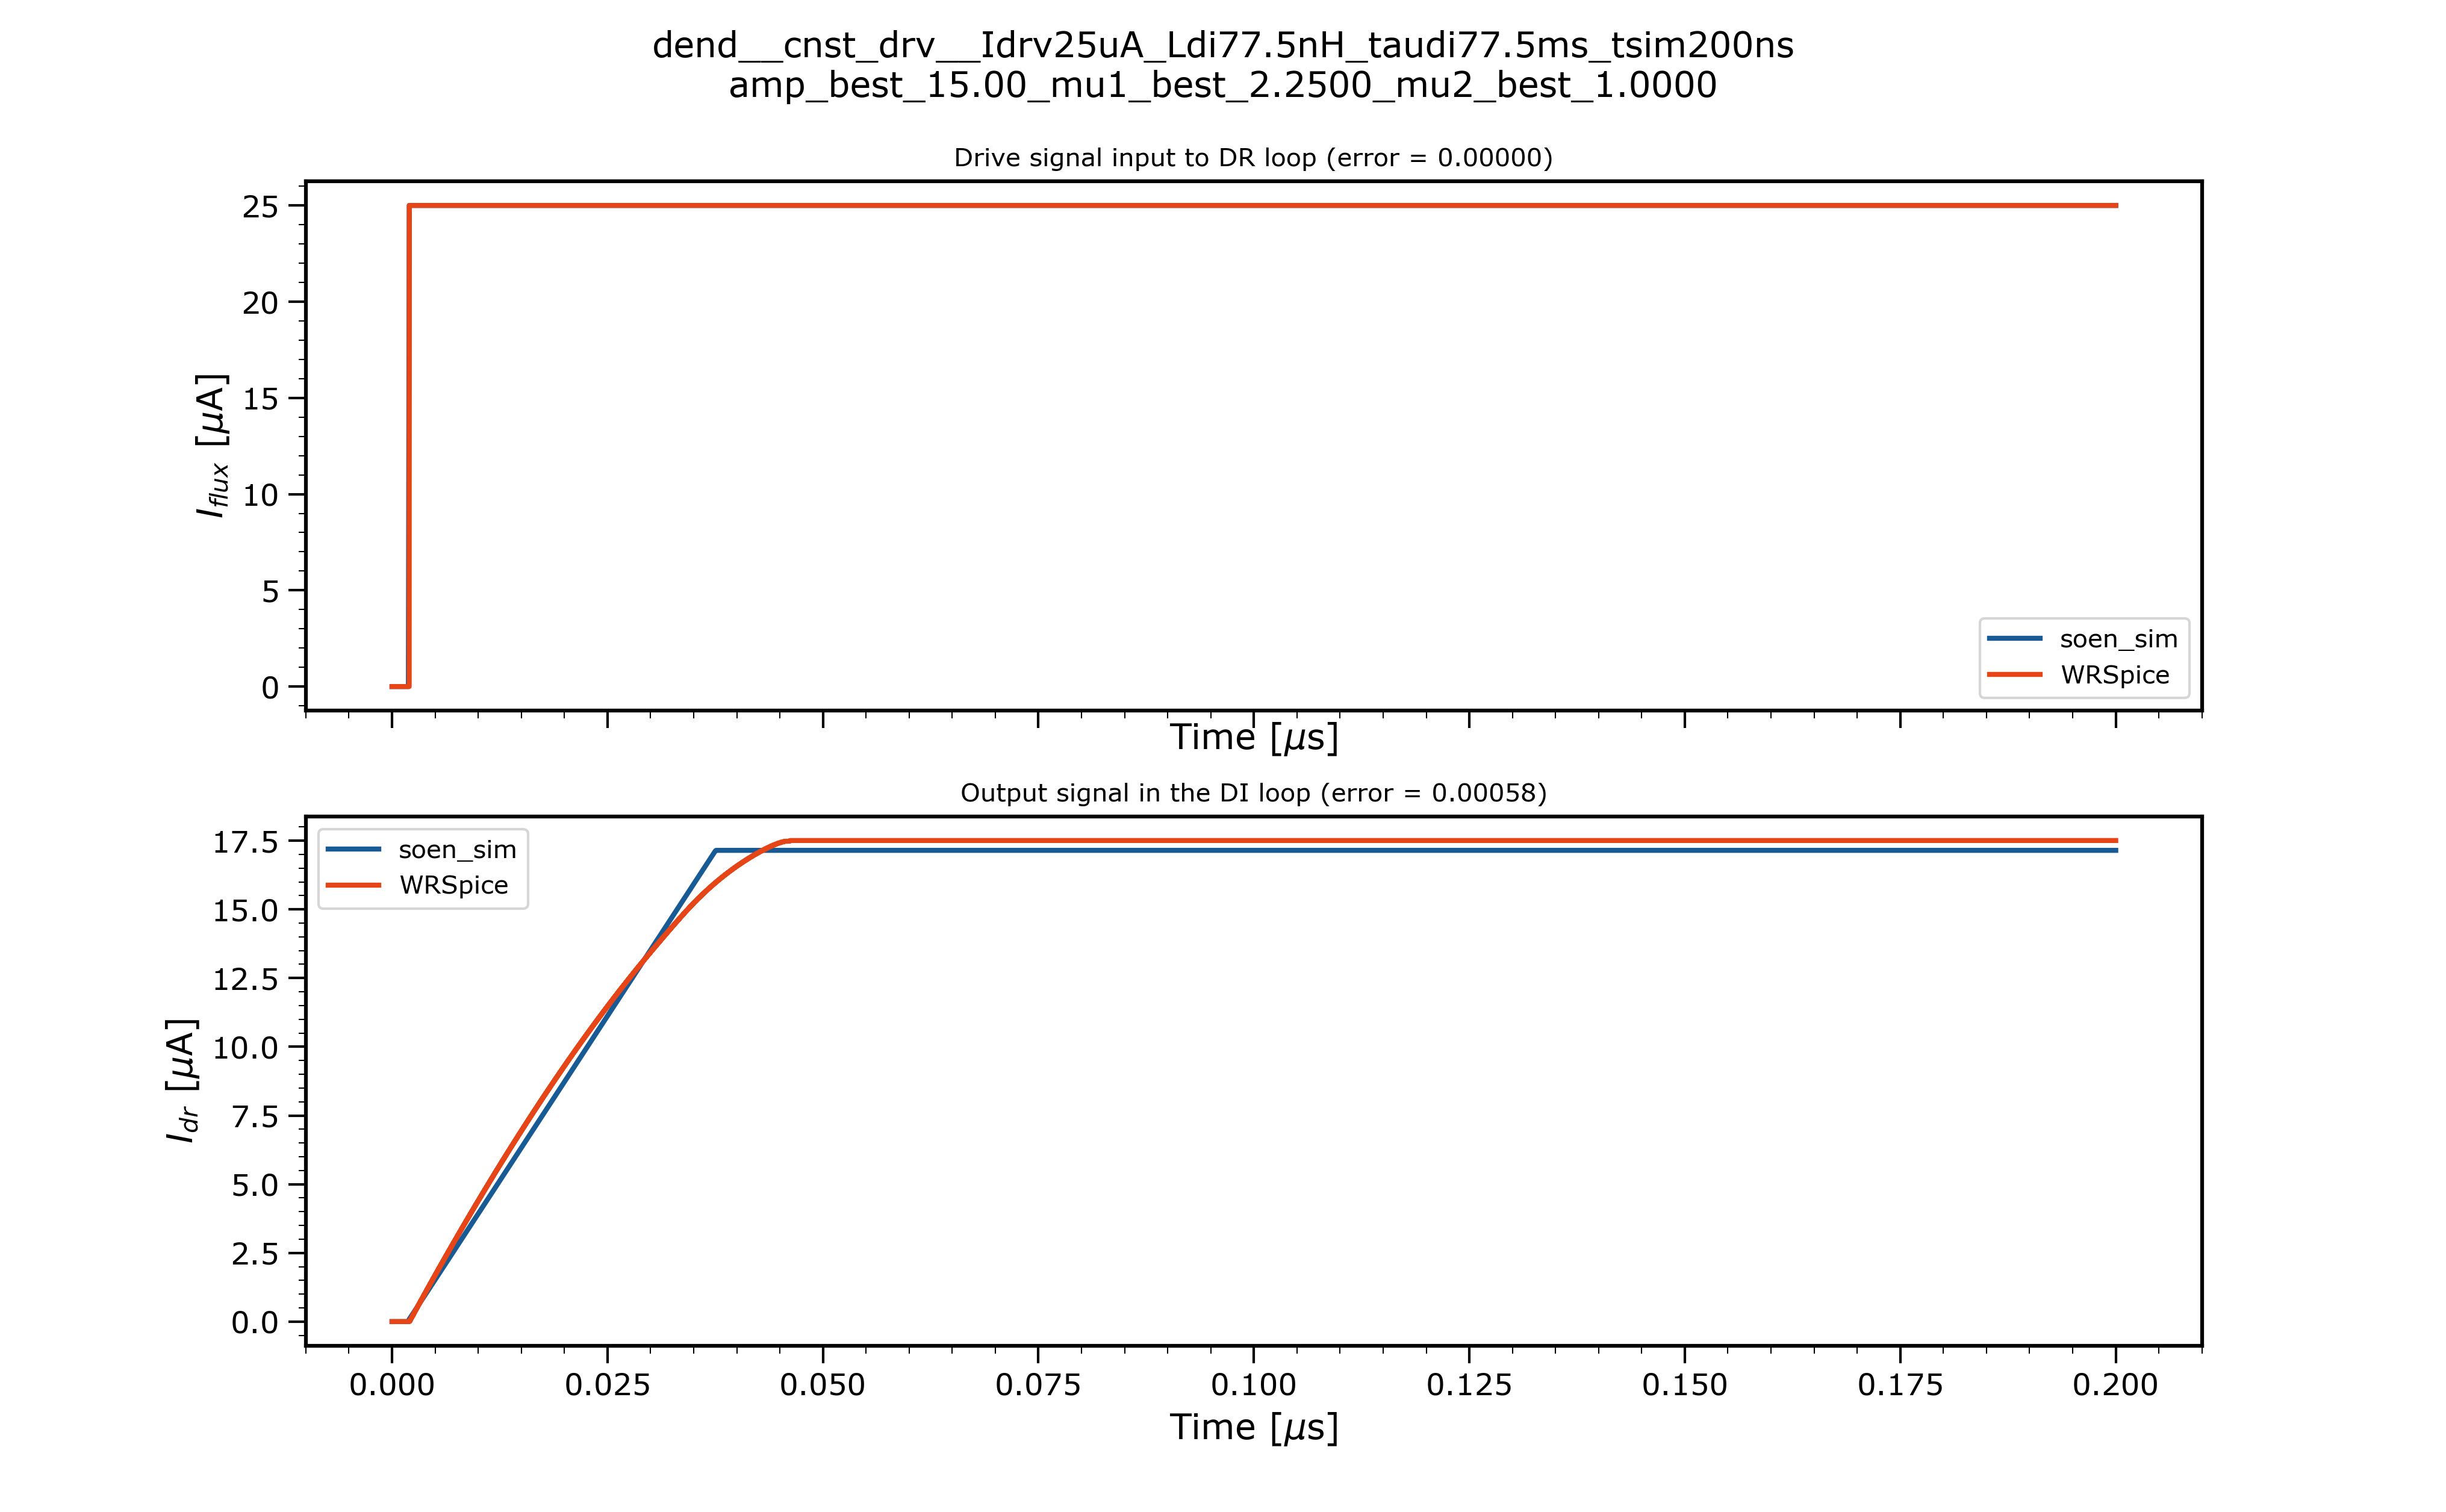 dend__cnst_drv__Idrv25uA_Ldi77.5nH_taudi77.5ms_tsim200ns
amp_best_15.00_mu1_best_2.2500_mu2_best_1.0000
Drive signal input to DR loop (error = 0.00000)
25
20
15
10
5
0
I_flux [μA]
soen_sim
WRSpice
Time [μs]
Output signal in the DI loop (error = 0.00058)
soen_sim
WRSpice
17.5
15.0
12.5
10.0
7.5
5.0
2.5
0.0
I_dr [μA]
0.000 0.025 0.050 0.075 0.100 0.125 0.150 0.175 0.200
Time [μs]